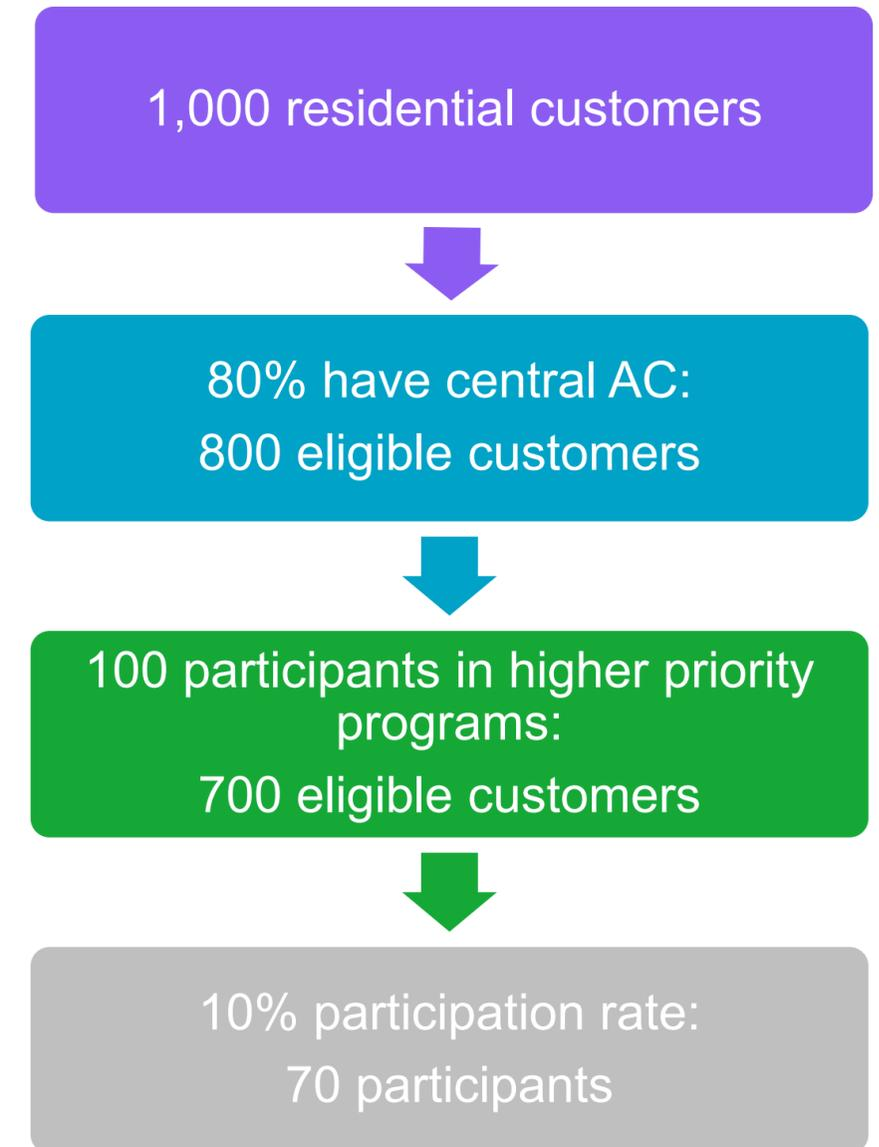 1,000 residential customers
80% have central AC:
800 eligible customers
100 participants in higher priority
programs:
700 eligible customers
10% participation rate:
70 participants